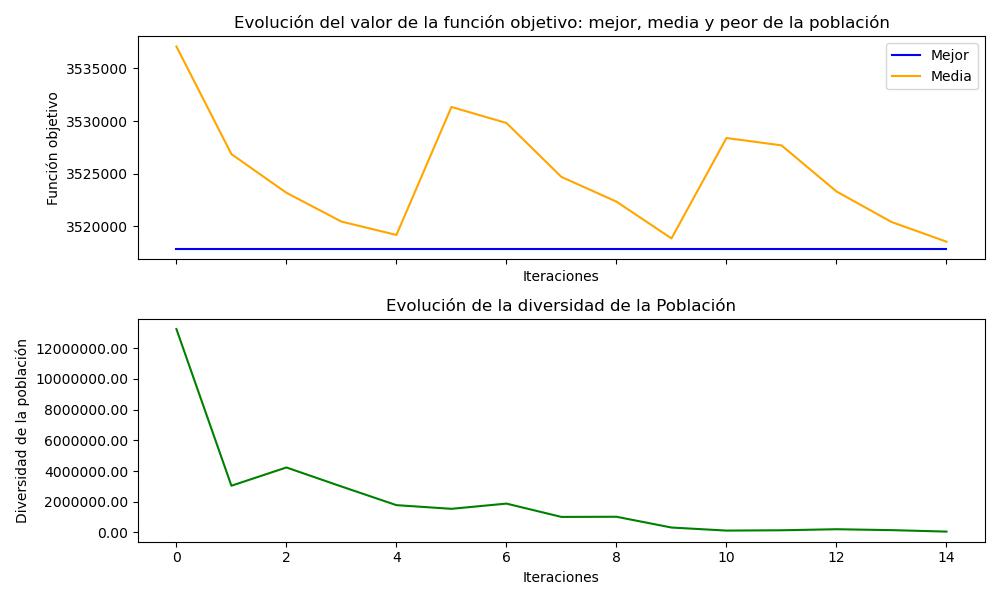 Evolución del valor de la función objetivo: mejor, media y peor de la población
Función objetivo
3535000
3530000
3525000
3520000
Mejor
Media
Iteraciones
Evolución de la diversidad de la Población
Diversidad de la población
12000000.00
10000000.00
8000000.00
6000000.00
4000000.00
2000000.00
0.00
0 2 4 6 8 10 12 14
Iteraciones